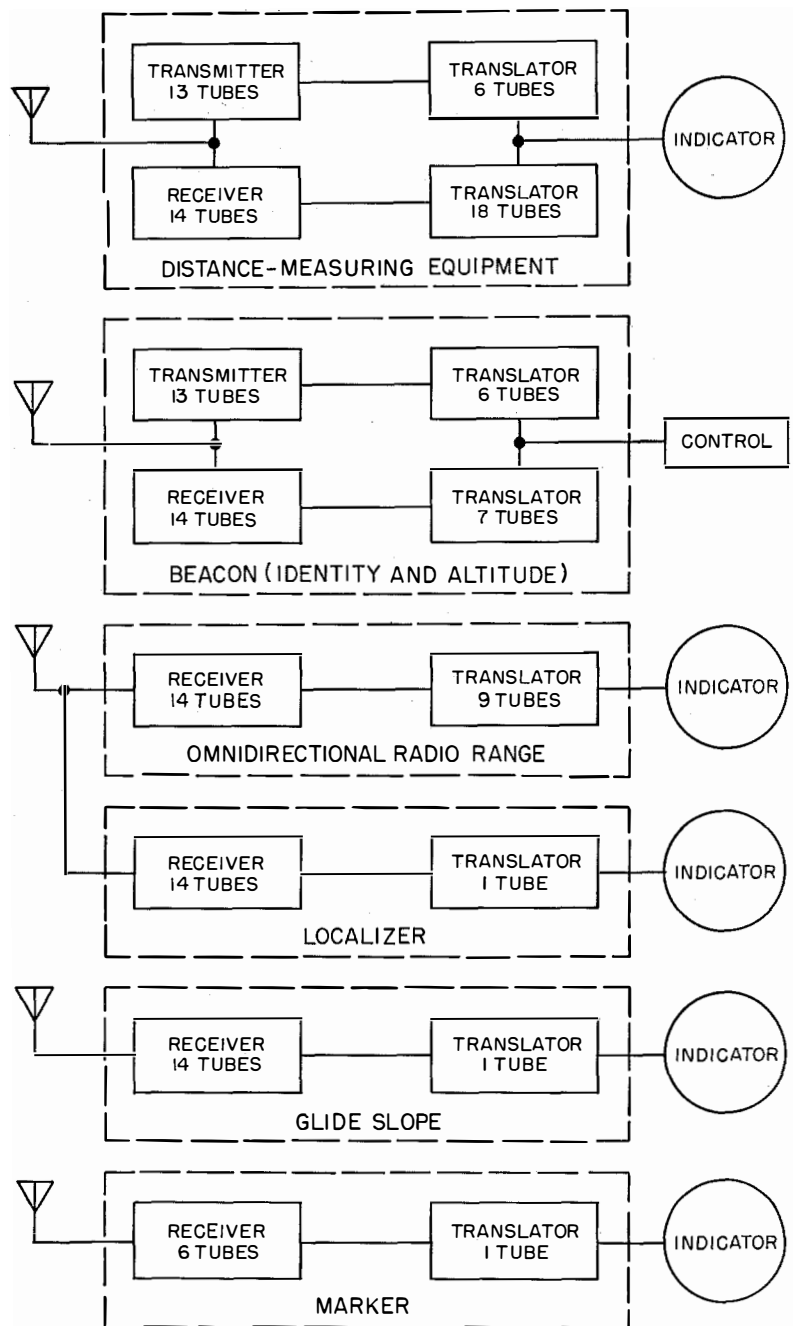 TRANSMITTER
13 TUBES
TRANSLATOR
6 TUBES
INDICATOR
RECEIVER
14 TUBES
TRANSLATOR
18 TUBES
DISTANCE-MEASURING EQUIPMENT
TRANSMITTER
13 TUBES
TRANSLATOR
6 TUBES
CONTROL
RECEIVER
14 TUBES
TRANSLATOR
7 TUBES
BEACON (IDENTITY AND ALTITUDE)
RECEIVER
14 TUBES
TRANSLATOR
9 TUBES
INDICATOR
OMNIDIRECTIONAL RADIO RANGE
RECEIVER
14 TUBES
TRANSLATOR
1 TUBE
INDICATOR
LOCALIZER
RECEIVER
14 TUBES
TRANSLATOR
1 TUBE
INDICATOR
GLIDE SLOPE
RECEIVER
6 TUBES
TRANSLATOR
1 TUBE
INDICATOR
MARKER